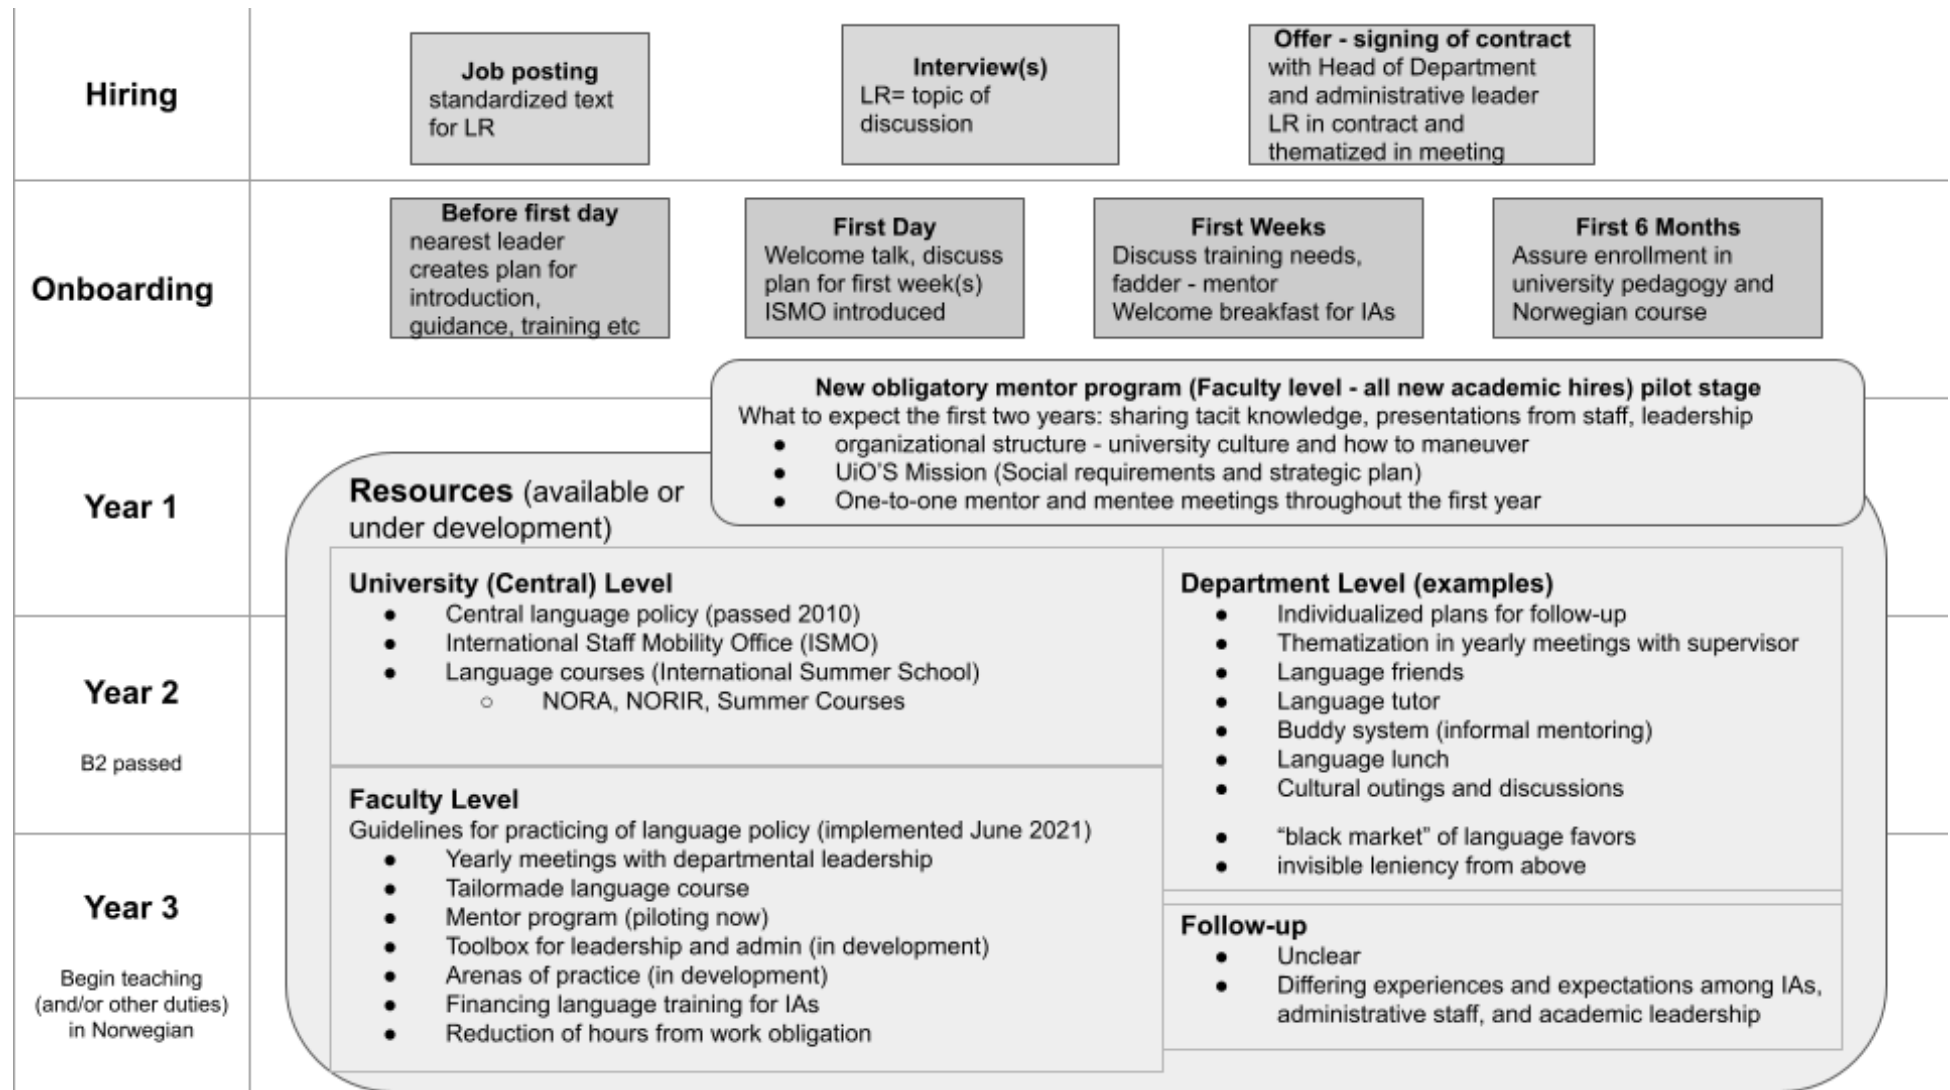 Hiring
Job posting
standardized text
for LR
Interview(s)
LR= topic of
discussion
Offer - signing of contract
with Head of Department
and administrative leader
LR in contract and
thematized in meeting
Onboarding
Before first day
nearest leader
creates plan for
introduction,
guidance, training etc
First Day
Welcome talk, discuss
plan for first week(s)
ISMO introduced
First Weeks
Discuss training needs,
fadder - mentor
Welcome breakfast for IAs
First 6 Months
Assure enrollment in
university pedagogy and
Norwegian course
New obligatory mentor program (Faculty level - all new academic hires) pilot stage
What to expect the first two years: sharing tacit knowledge, presentations from staff, leadership
● organizational structure - university culture and how to maneuver
● UiO'S Mission (Social requirements and strategic plan)
● One-to-one mentor and mentee meetings throughout the first year
Year 1
Year 2
B2 passed
Year 3
Begin teaching
(and/or other duties)
in Norwegian
Resources (available or
under development)
University (Central) Level
● Central language policy (passed 2010)
● International Staff Mobility Office (ISMO)
● Language courses (International Summer School)
○ NORA, NORIR, Summer Courses
Faculty Level
Guidelines for practicing of language policy (implemented June 2021)
● Yearly meetings with departmental leadership
● Tailormade language course
● Mentor program (piloting now)
● Toolbox for leadership and admin (in development)
● Arenas of practice (in development)
● Financing language training for IAs
● Reduction of hours from work obligation
Department Level (examples)
● Individualized plans for follow-up
● Thematization in yearly meetings with supervisor
● Language friends
● Language tutor
● Buddy system (informal mentoring)
● Language lunch
● Cultural outings and discussions
● “black market” of language favors
● invisible leniency from above
Follow-up
● Unclear
● Differing experiences and expectations among IAs,
administrative staff, and academic leadership